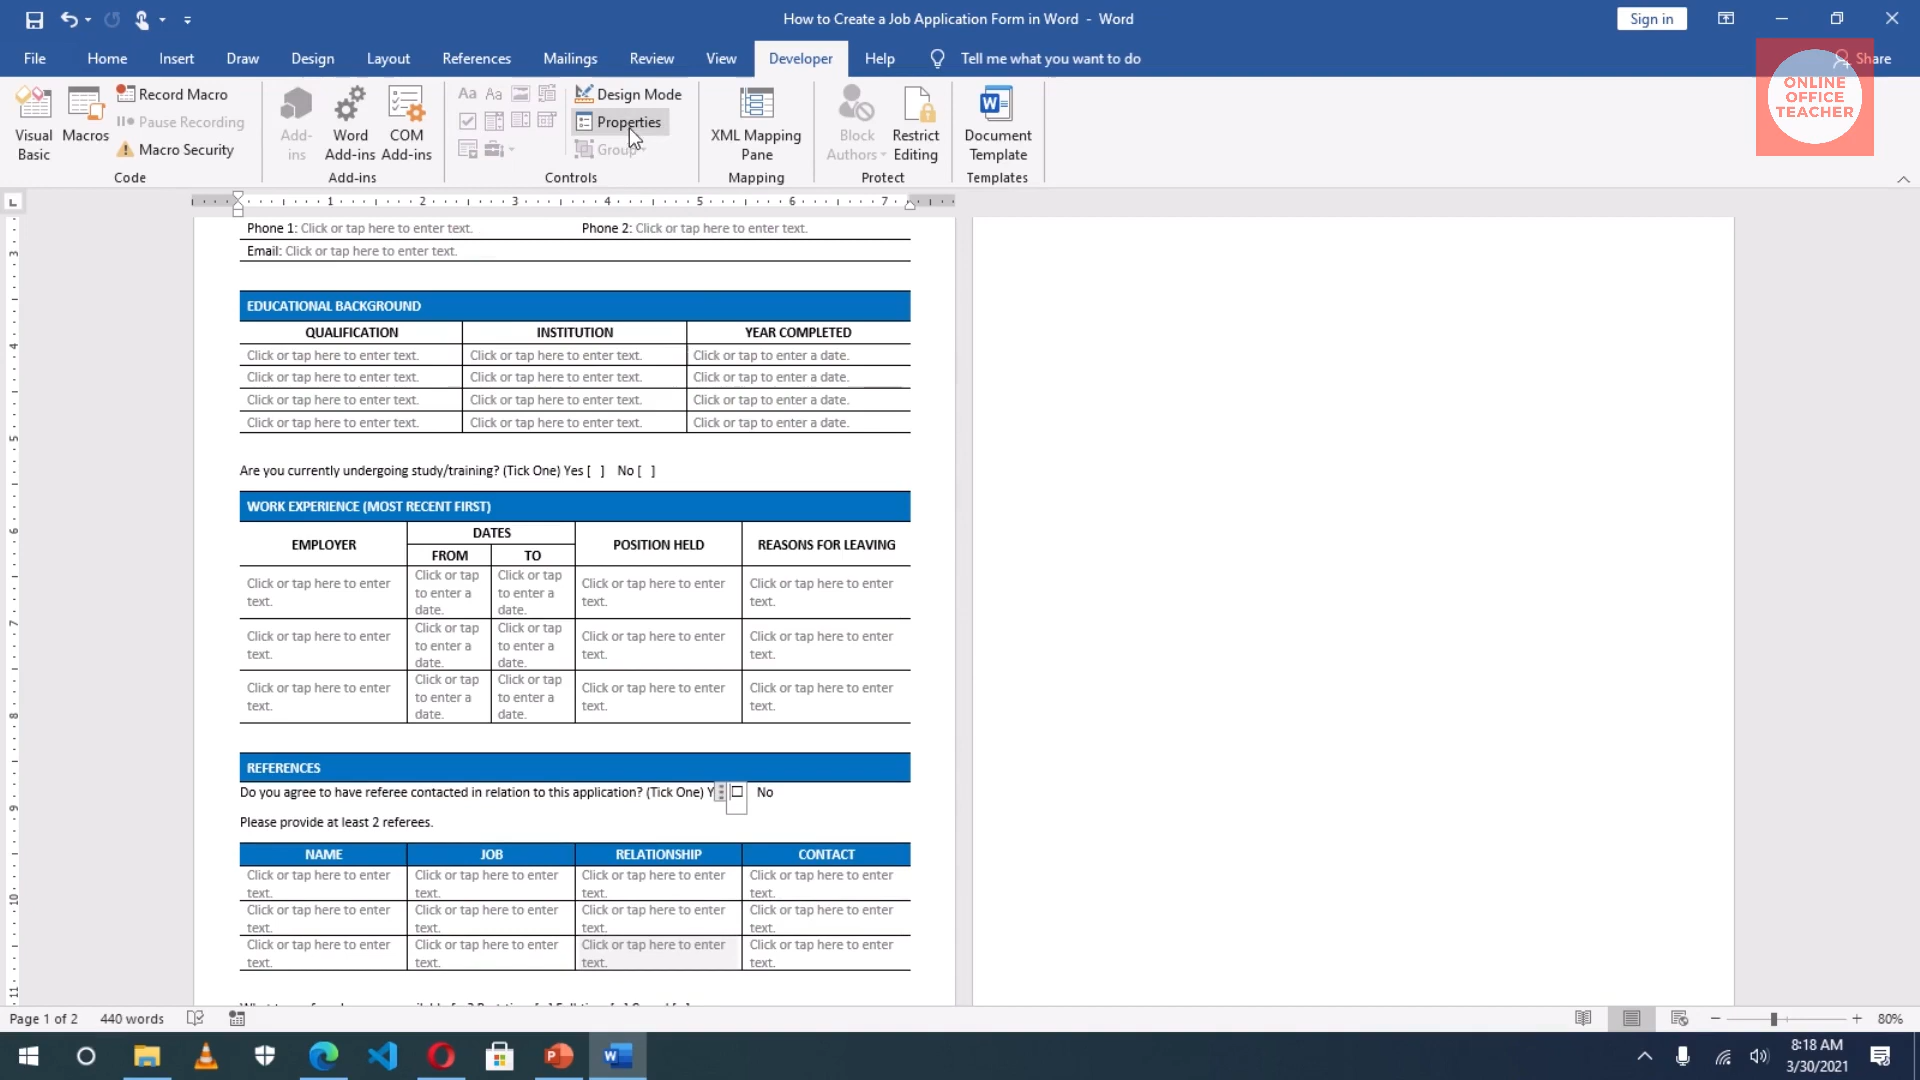 How to Create a Job Application Form in Word - Word
Sign in
File Home Insert Draw Design Layout References Mailings Review View Developer Help Tell me what you want to do Share
ONLINE
OFFICE
TEACHER
Visual Basic
Macros
Record Macro
Pause Recording
Macro Security
Code
Add-ins
Word Add-ins
COM Add-ins
Add-ins
Aa Aa
Design Mode
Properties
Group
Controls
XML Mapping Pane
Mapping
Block Authors
Restrict Editing
Protect
Document Template
Templates
L
1 2 3 4 5 6 7
3
4
5
6
7
8
9
10
11
Phone 1: Click or tap here to enter text. Phone 2: Click or tap here to enter text.
Email: Click or tap here to enter text.
EDUCATIONAL BACKGROUND
QUALIFICATION INSTITUTION YEAR COMPLETED
Click or tap here to enter text. Click or tap here to enter text. Click or tap to enter a date.
Click or tap here to enter text. Click or tap here to enter text. Click or tap to enter a date.
Click or tap here to enter text. Click or tap here to enter text. Click or tap to enter a date.
Click or tap here to enter text. Click or tap here to enter text. Click or tap to enter a date.
Are you currently undergoing study/training? (Tick One) Yes [ ] No [ ]
WORK EXPERIENCE (MOST RECENT FIRST)
EMPLOYER DATES POSITION HELD REASONS FOR LEAVING
FROM TO
Click or tap here to enter text. Click or tap to enter a date. Click or tap to enter a date. Click or tap here to enter text. Click or tap here to enter text.
Click or tap here to enter text. Click or tap to enter a date. Click or tap to enter a date. Click or tap here to enter text. Click or tap here to enter text.
Click or tap here to enter text. Click or tap to enter a date. Click or tap to enter a date. Click or tap here to enter text. Click or tap here to enter text.
REFERENCES
Do you agree to have referee contacted in relation to this application? (Tick One) Y ☐ No
Please provide at least 2 referees.
NAME JOB RELATIONSHIP CONTACT
Click or tap here to enter text. Click or tap here to enter text. Click or tap here to enter text. Click or tap here to enter text.
Click or tap here to enter text. Click or tap here to enter text. Click or tap here to enter text. Click or tap here to enter text.
Click or tap here to enter text. Click or tap here to enter text. Click or tap here to enter text. Click or tap here to enter text.
Page 1 of 2 440 words 80%
8:18 AM
3/30/2021